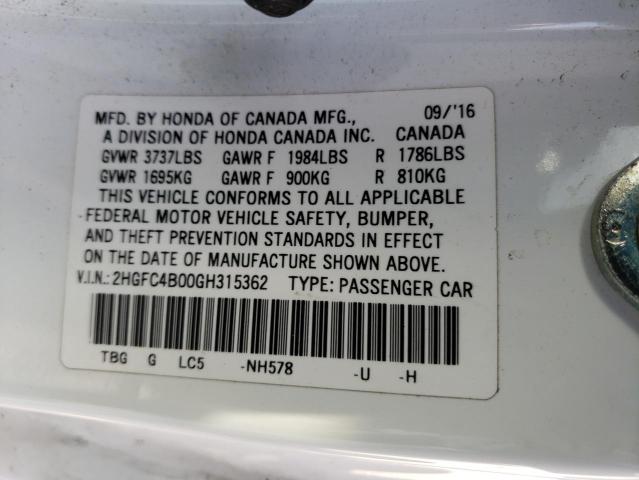 MFD. BY HONDA OF CANADA MFG., 09/'16
A DIVISION OF HONDA CANADA INC. CANADA
GVWR 3737LBS GAWR F 1984LBS R 1786LBS
GVWR 1695KG GAWR F 900KG R 810KG
THIS VEHICLE CONFORMS TO ALL APPLICABLE
FEDERAL MOTOR VEHICLE SAFETY, BUMPER,
AND THEFT PREVENTION STANDARDS IN EFFECT
ON THE DATE OF MANUFACTURE SHOWN ABOVE.
V.I.N.: 2HGFC4B00GH315362 TYPE: PASSENGER CAR
TBG G LC5 -NH578 -U -H